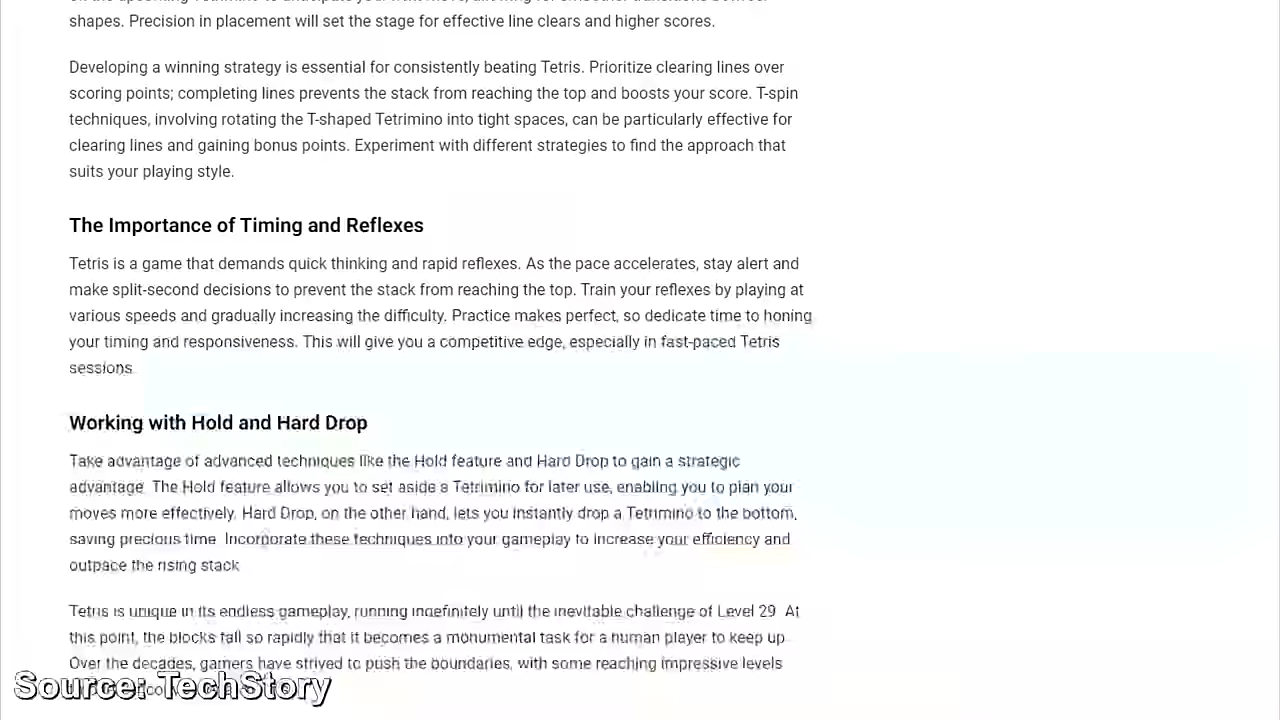 shapes. Precision in placement will set the stage for effective line clears and higher scores.
Developing a winning strategy is essential for consistently beating Tetris. Prioritize clearing lines over
scoring points; completing lines prevents the stack from reaching the top and boosts your score. T-spin
techniques, involving rotating the T-shaped Tetrimino into tight spaces, can be particularly effective for
clearing lines and gaining bonus points. Experiment with different strategies to find the approach that
suits your playing style.
The Importance of Timing and Reflexes
Tetris is a game that demands quick thinking and rapid reflexes. As the pace accelerates, stay alert and
make split-second decisions to prevent the stack from reaching the top. Train your reflexes by playing at
various speeds and gradually increasing the difficulty. Practice makes perfect, so dedicate time to honing
your timing and responsiveness. This will give you a competitive edge, especially in fast-paced Tetris
sessions.
Working with Hold and Hard Drop
Take advantage of advanced techniques like the Hold feature and Hard Drop to gain a strategic
advantage. The Hold feature allows you to set aside a Tetrimino for later use, enabling you to plan your
moves more effectively. Hard Drop, on the other hand, lets you instantly drop a Tetrimino to the bottom,
saving precious time. Incorporate these techniques into your gameplay to increase your efficiency and
outpace the rising stack.
Tetris is unique in its endless gameplay, running indefinitely until the inevitable challenge of Level 29. At
this point, the blocks fall so rapidly that it becomes a monumental task for a human player to keep up.
Over the decades, gamers have strived to push the boundaries, with some reaching impressive levels
Source: TechStory